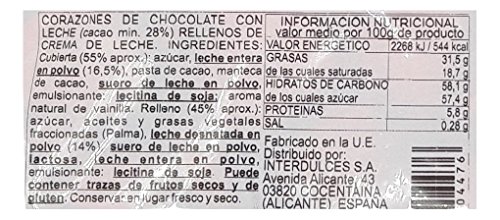 CORAZONES DE CHOCOLATE CON
LECHE (cacao min. 28%) RELLENOS DE
CREMA DE LECHE. INGREDIENTES:
Cubierta (55% aprox.): azúcar, leche entera
en polvo (16,5%), pasta de cacao, manteca
de cacao, suero de leche en polvo,
emulsionante: lecitina de soja; aroma
natural de vainilla. Relleno (45% aprox.):
azúcar, aceites y grasas vegetales
fraccionadas (Palma), leche desnatada en
polvo (14%) suero de leche en polvo,
lactosa, leche entera en polvo,
emulsionante: lecitina de soja. Puede
contener trazas de frutos secos y de
gluten. Conservar en lugar fresco y seco.
INFORMACION NUTRICIONAL
valor medio por 100g de producto
VALOR ENERGÉTICO 2268 kJ / 544 kcal
GRASAS 31,5 g
de las cuales saturadas 18,7 g
HIDRATOS DE CARBONO 58,1 g
de los cuales azúcar 57,4 g
PROTEINAS 5,8 g
SAL 0,28 g
Fabricado en la U.E.
Distribuido por:
INTERDULCES S.A.
Avenida Alicante, 43
03820 COCENTAINA
(ALICANTE) ESPAÑA
04476